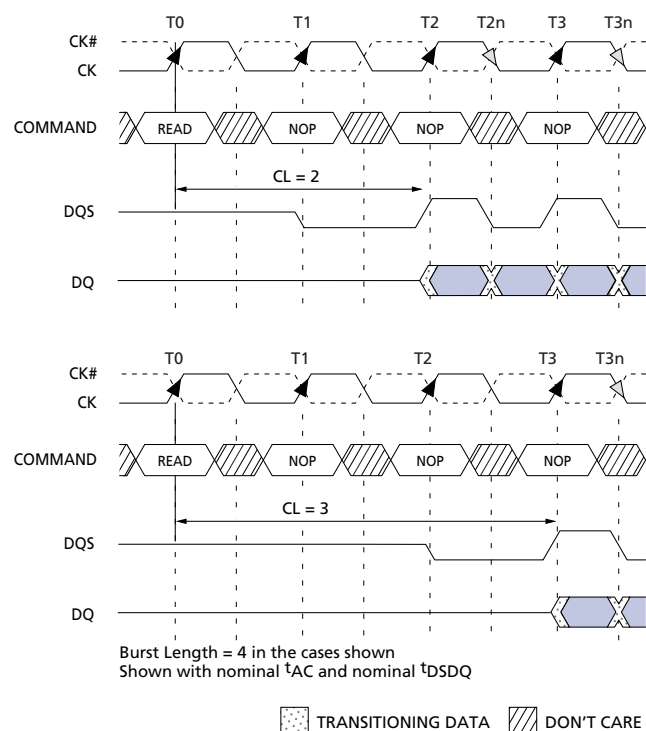 T0 T1 T2 T2n T3 T3n
CK#
CK
COMMAND READ NOP NOP NOP
CL = 2
DQS
DQ
T0 T1 T2 T3 T3n
CK#
CK
COMMAND READ NOP NOP NOP
CL = 3
DQS
DQ
Burst Length = 4 in the cases shown
Shown with nominal tAC and nominal tDSDQ
TRANSITIONING DATA DON'T CARE